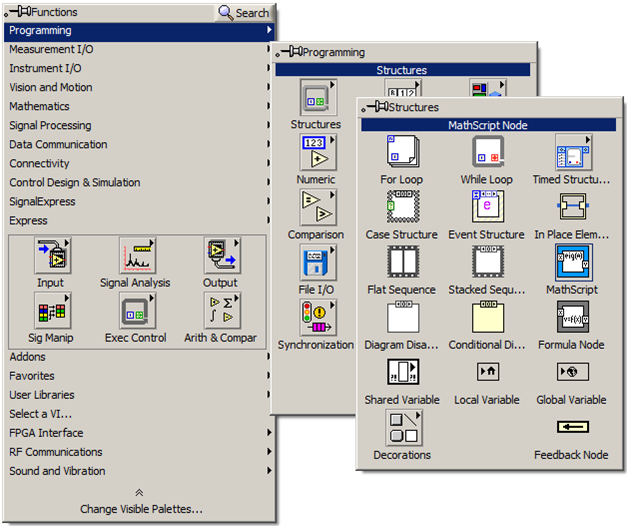 Functions
Search
Programming
Measurement I/O
Instrument I/O
Vision and Motion
Mathematics
Signal Processing
Data Communication
Connectivity
Control Design & Simulation
SignalExpress
Express
Input Signal Analysis Output
Sig Manip Exec Control Arith & Compar
Addons
Favorites
User Libraries
Select a VI...
FPGA Interface
RF Communications
Sound and Vibration
Change Visible Palettes...
Programming
Structures
Structures
123
Numeric
Comparison
File I/O
Synchronization
Structures
MathScript Node
For Loop While Loop Timed Structu...
Case Structure Event Structure In Place Elem...
Flat Sequence Stacked Sequ... MathScript
Diagram Disa... Conditional Di... Formula Node
Shared Variable Local Variable Global Variable
Decorations Feedback Node